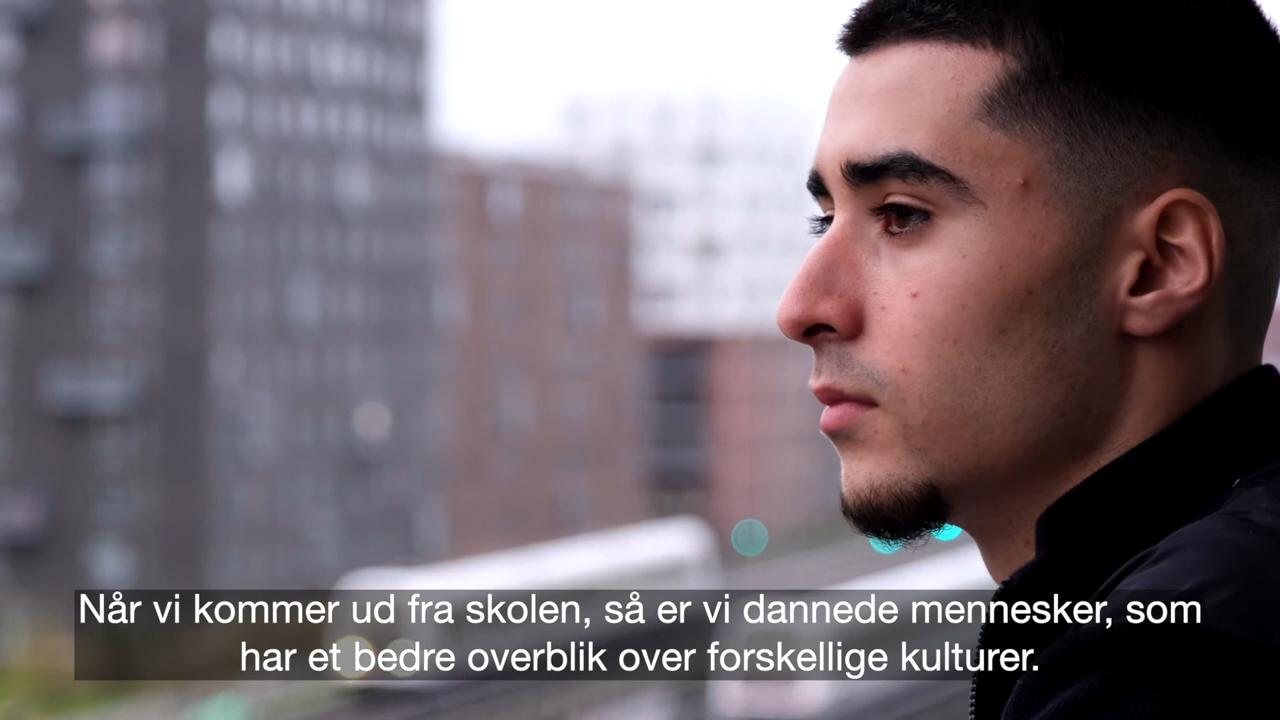 Når vi kommer ud fra skolen, så er vi dannede mennesker, som
har et bedre overblik over forskellige kulturer.